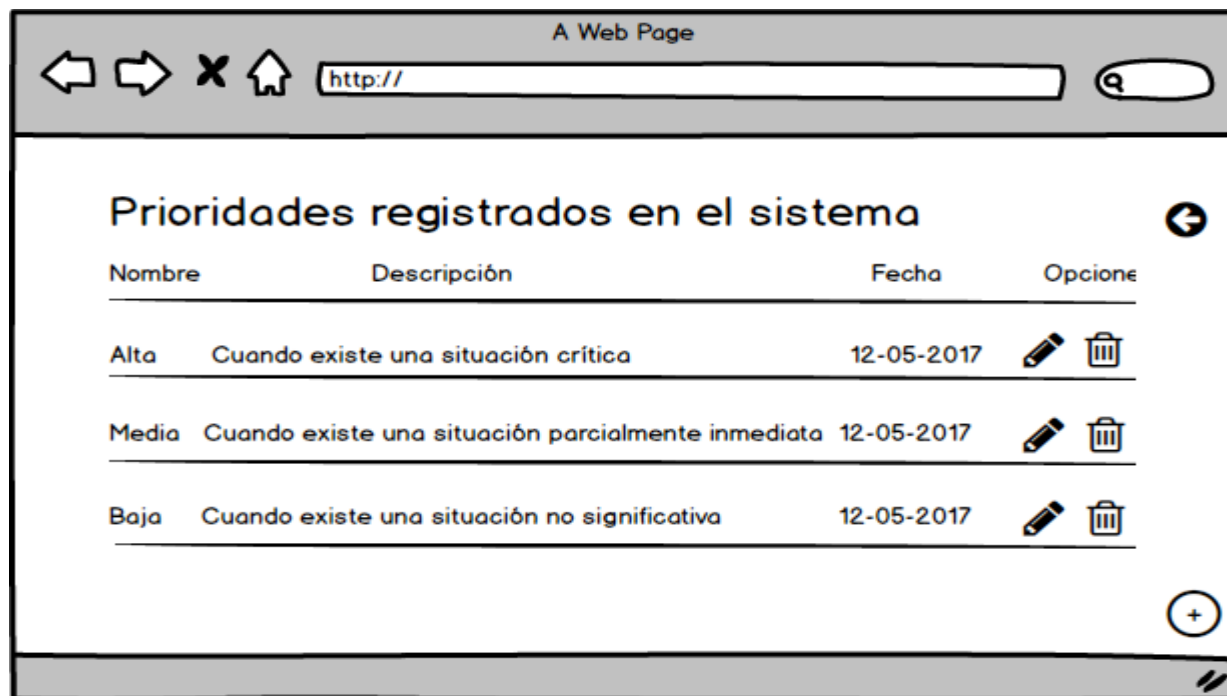 A Web Page
http://
Prioridades registrados en el sistema
Nombre Descripción Fecha Opcione
Alta Cuando existe una situación crítica 12-05-2017
Media Cuando existe una situación parcialmente inmediata 12-05-2017
Baja Cuando existe una situación no significativa 12-05-2017
+